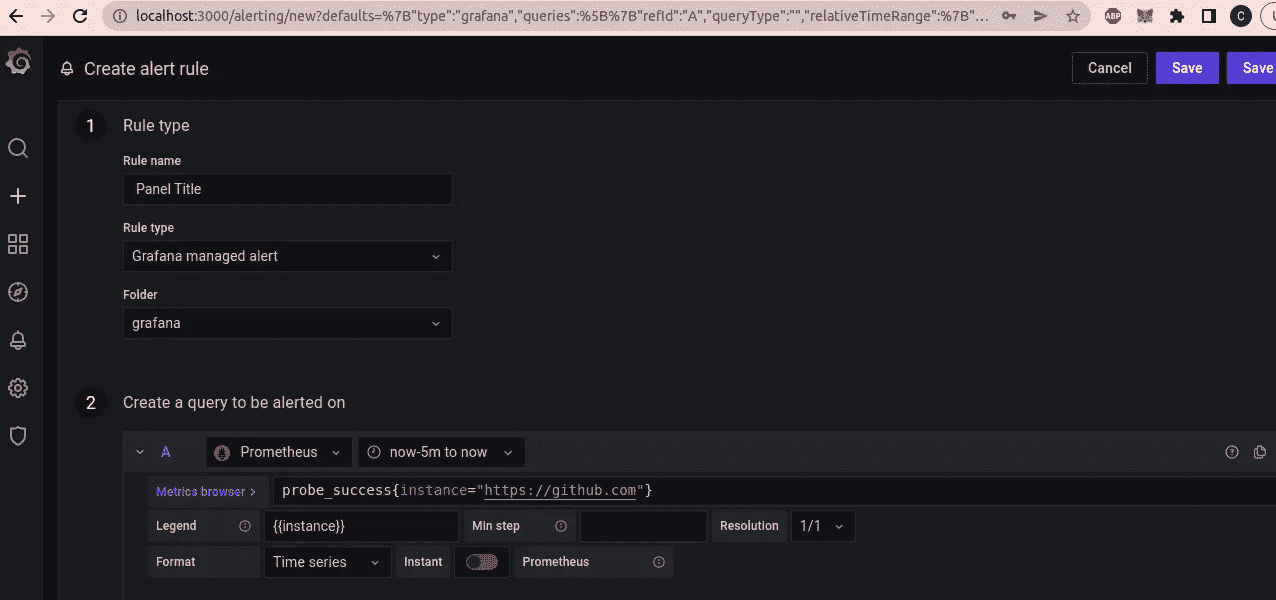 localhost:3000/alerting/new?defaults=%7B"type":"grafana","queries":%5B%7B"refId":"A","queryType":"","relativeTimeRange":%7B"...
ABP
C
Create alert rule
Cancel
Save
Save
1 Rule type
Rule name
Panel Title
Rule type
Grafana managed alert
Folder
grafana
2 Create a query to be alerted on
A Prometheus now-5m to now
Metrics browser > probe_success{instance="https://github.com"}
Legend {{instance}} Min step Resolution 1/1
Format Time series Instant Prometheus